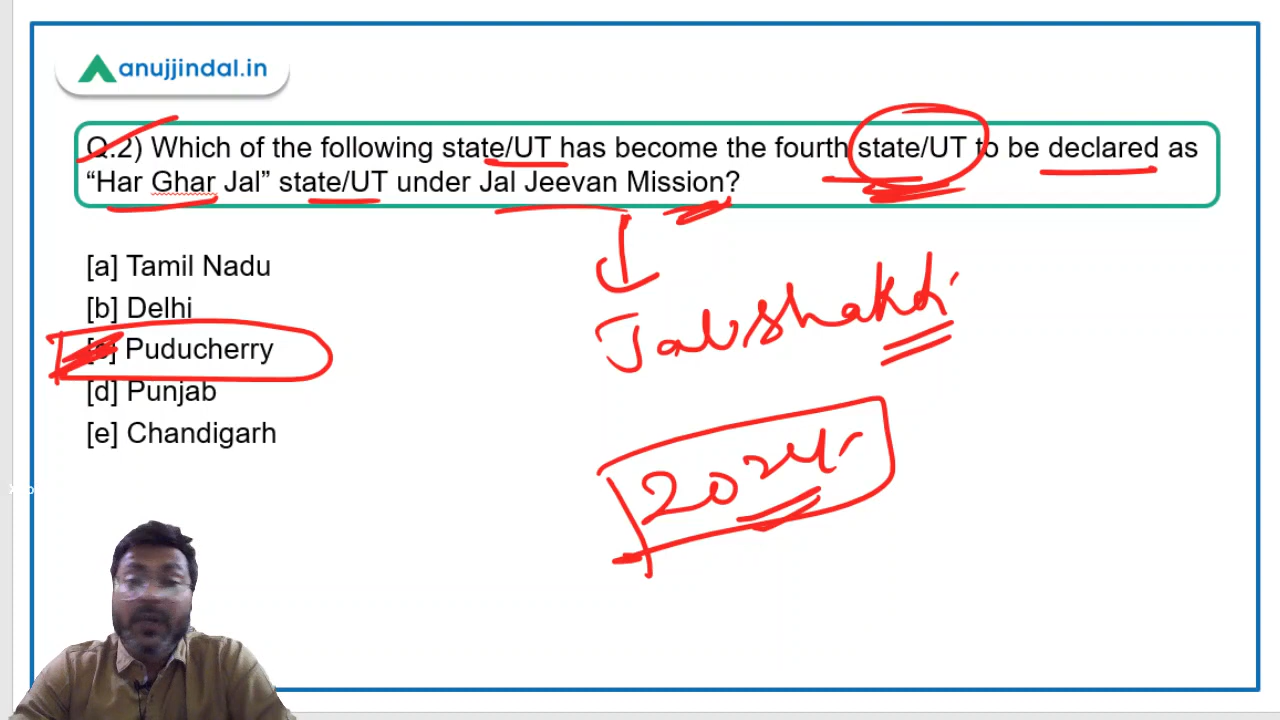 anujjindal.in
Q.2) Which of the following state/UT has become the fourth state/UT to be declared as
“Har Ghar Jal” state/UT under Jal Jeevan Mission?
[a] Tamil Nadu
[b] Delhi
[c] Puducherry
[d] Punjab
[e] Chandigarh
Jalshakti
2024